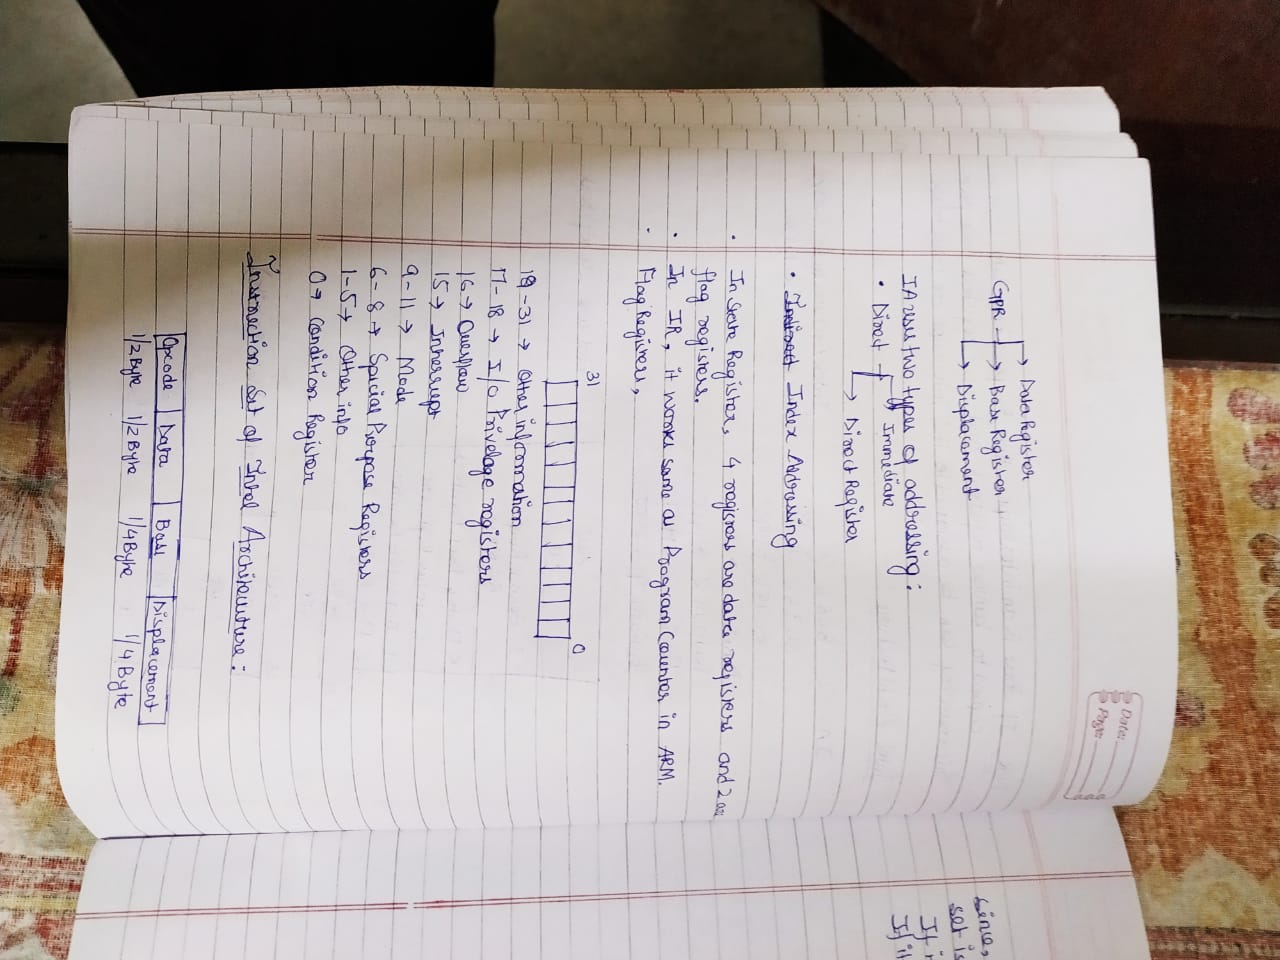 Date:
Page:
GPR → Data Register
→ Base Register
→ Displacement
IA uses two types of addressing:
• Direct → Immediate
→ Direct Register
• Index Addressing
• In State Register, 4 registers are data registers and 2 are
flag registers.
• In IR, it works same as Program Counter in ARM.
• Flag Registers,
31 0
19-31 → Other information
17-18 → I/O Privelage registers
16 → Overflow
15 → Interrupt
9-11 → Mode
6-8 → Special Purpose Registers
1-5 → Other info
0 → Condition Register
Instruction Set of Intel Architecture:
Opcode Data Base Displacement
1/2 Byte 1/2 Byte 1/4 Byte 1/4 Byte
since,
set is
If
If it